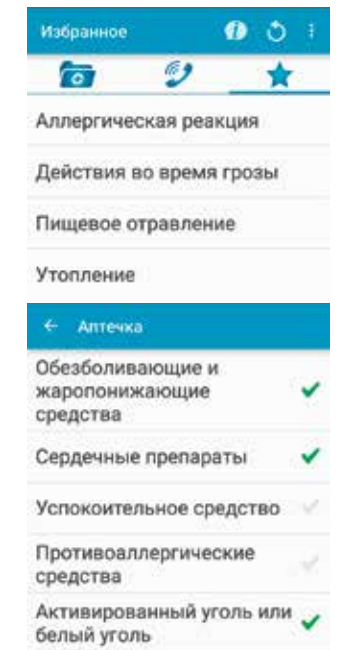 Избранное
Аллергическая реакция
Действия во время грозы
Пищевое отравление
Утопление
Аптечка
Обезболивающие и
жаропонижающие
средства
Сердечные препараты
Успокоительное средство
Противоаллергические
средства
Активированный уголь или
белый уголь